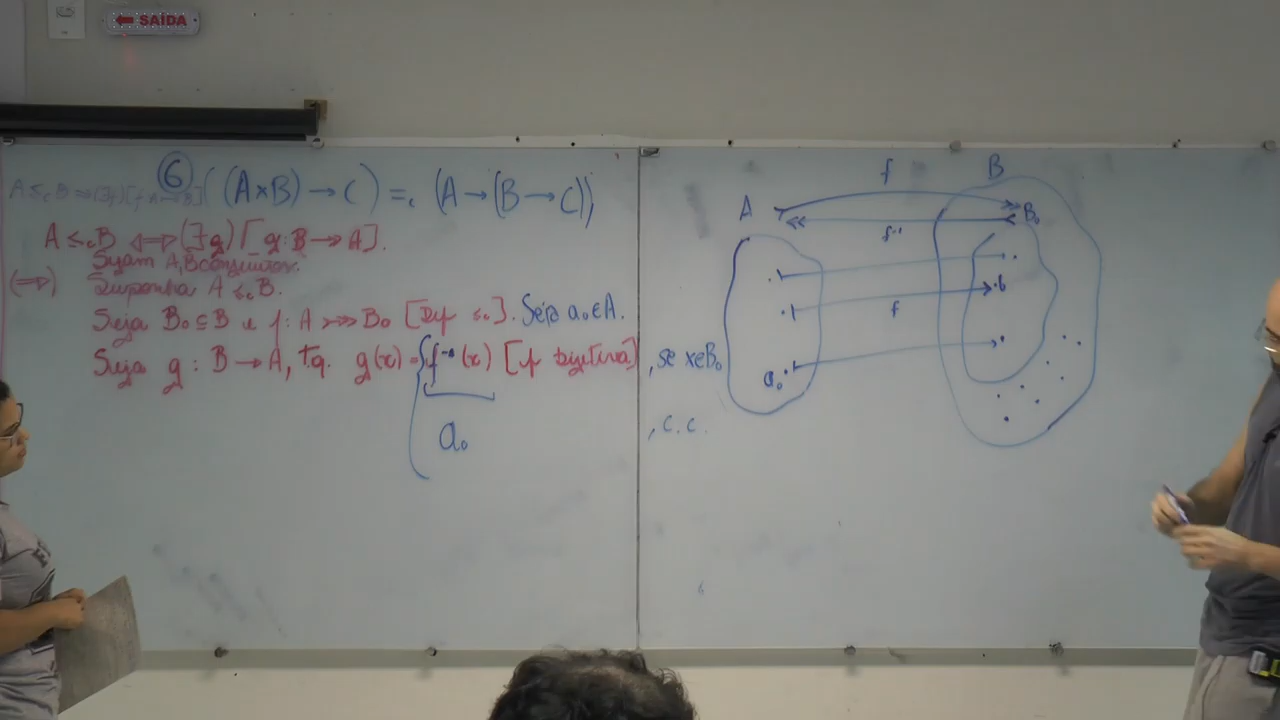 SAÍDA
⑥ ((A×B)→C) =c (A→(B→C));
A ≤c B ⇔ (∃g)[g: B→A].
Sejam A, B conjuntos.
(⇒) Suponha A ≤c B.
Seja B₀ ⊆ B e f: A ↣↠ B₀ [Def ≤c]. Seja a₀∈A.
Seja g: B→A, t.q. g(x) = { f⁻¹(x) [f bijetiva], se x∈B₀
a₀, c.c.
f
B
A
B₀
f⁻¹
b
f
a₀